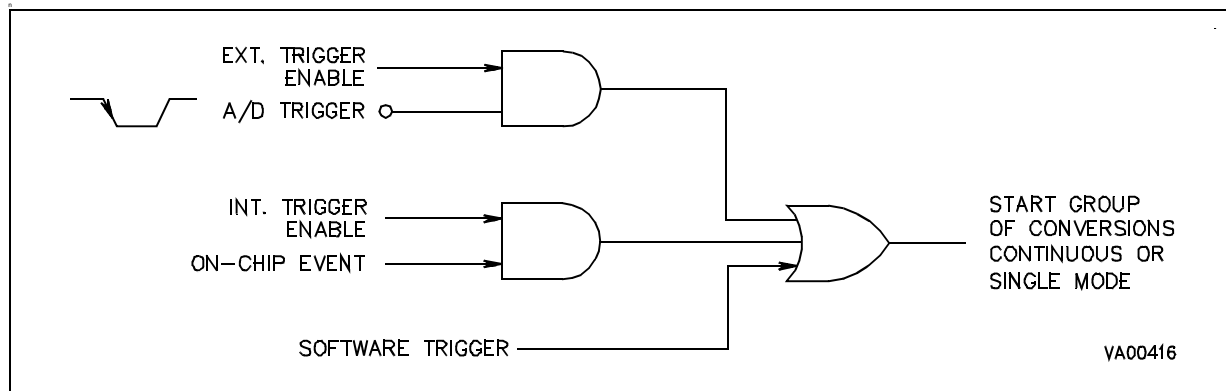 EXT. TRIGGER
ENABLE
A/D TRIGGER
INT. TRIGGER
ENABLE
ON-CHIP EVENT
SOFTWARE TRIGGER
START GROUP
OF CONVERSIONS
CONTINUOUS OR
SINGLE MODE
VA00416